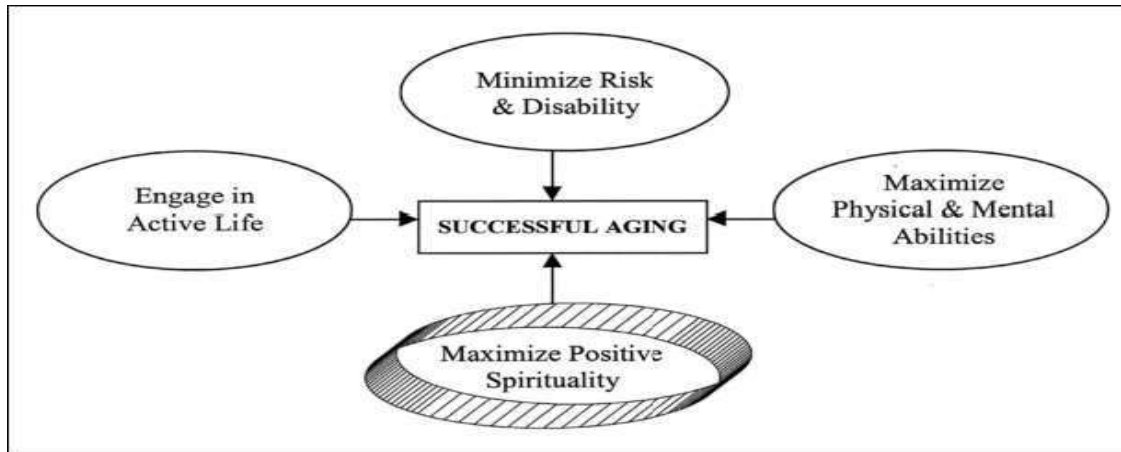 Minimize Risk
& Disability
Engage in
Active Life
SUCCESSFUL AGING
Maximize
Physical & Mental
Abilities
Maximize Positive
Spirituality